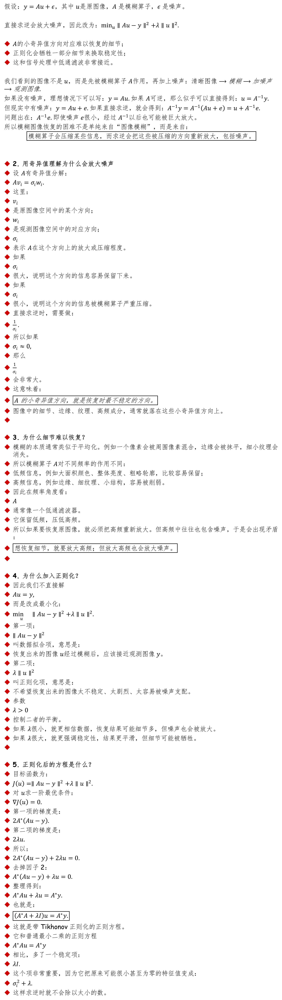 假设：y = Au + ϵ，其中 u是原图像，A 是模糊算子，ϵ 是噪声。
直接求逆会放大噪声，因此改为：min_u ∥ Au − y ∥² +λ ∥ u ∥².
◆ A的小奇异值方向对应难以恢复的细节；
◆ 正则化会牺牲一部分细节来换取稳定性；
◆ 这和信号处理中低通滤波非常接近。
我们看到的图像不是 u，而是先被模糊算子 A作用，再加上噪声：清晰图像 ⟶ 模糊 ⟶ 加噪声
⟶ 观测图像.
如果没有噪声，理想情况下可以写：y = Au. 如果 A可逆，那么似乎可以直接得到：u = A⁻¹y.
但现实中有噪声：y = Au + e. 如果直接求逆，就会得到：A⁻¹y = A⁻¹(Au + e) = u + A⁻¹e.
问题出在：A⁻¹e. 即使噪声 e很小，经过 A⁻¹以后也可能被巨大放大。
所以模糊图像恢复的困难不是单纯来自“图像模糊”，而是来自：
模糊算子会压缩某些信息，而求逆会把这些被压缩的方向重新放大，包括噪声。
◆ 2. 用奇异值理解为什么会放大噪声
◆ 设 A有奇异值分解：
◆ Av_i = σ_i w_i.
◆ 这里：
◆ v_i
◆ 是原图像空间中的某个方向；
◆ w_i
◆ 是观测图像空间中的对应方向；
◆ σ_i
◆ 表示 A在这个方向上的放大或压缩程度。
◆ 如果
◆ σ_i
◆ 很大，说明这个方向的信息容易保留下来。
◆ 如果
◆ σ_i
◆ 很小，说明这个方向的信息被模糊算子严重压缩。
◆ 直接求逆时，需要做：
◆ 1/σ_i.
◆ 所以如果
◆ σ_i ≈ 0,
◆ 那么
◆ 1/σ_i
◆ 会非常大。
◆ 这意味着：
◆ A 的小奇异值方向，就是恢复时最不稳定的方向。
◆ 图像中的细节、边缘、纹理、高频成分，通常就落在这些小奇异值方向上。
◆
◆ 3. 为什么细节难以恢复？
◆ 模糊的本质通常类似于平均化。例如一个像素会被周围像素混合，边缘会被抹平，细小纹理会
消失。
◆ 所以模糊算子 A对不同频率的作用不同：
◆ 低频信息，例如大面积颜色、整体亮度、粗略轮廓，比较容易保留；
◆ 高频信息，例如边缘、细纹理、小结构，容易被削弱。
◆ 因此在频率角度看：
◆ A
◆ 通常像一个低通滤波器。
◆ 它保留低频，压低高频。
◆ 所以如果要恢复原图像，就必须把高频重新放大。但高频中往往也包含噪声，于是会出现矛盾
：
◆ 想恢复细节，就要放大高频；但放大高频也会放大噪声。
◆
◆ 4. 为什么加入正则化？
◆ 因此我们不直接解
◆ Au = y,
◆ 而是改成最小化：
◆ min_u ∥ Au − y ∥² +λ ∥ u ∥².
◆ 第一项：
◆ ∥ Au − y ∥²
◆ 叫数据拟合项，意思是：
◆ 恢复出来的图像 u经过模糊后，应该接近观测图像 y。
◆ 第二项：
◆ λ ∥ u ∥²
◆ 叫正则化项，意思是：
◆ 不希望恢复出来的图像太不稳定、太剧烈、太容易被噪声支配。
◆ 参数
◆ λ > 0
◆ 控制二者的平衡。
◆ 如果 λ很小，就更相信数据，恢复结果可能细节多，但噪声也会被放大。
◆ 如果 λ很大，就更强调稳定性，结果更平滑，但细节可能被牺牲。
◆
◆ 5. 正则化后的方程是什么？
◆ 目标函数为：
◆ J(u) =∥ Au − y ∥² +λ ∥ u ∥².
◆ 对 u求一阶最优条件：
◆ ∇J(u) = 0.
◆ 第一项的梯度是：
◆ 2A*(Au − y).
◆ 第二项的梯度是：
◆ 2λu.
◆ 所以：
◆ 2A*(Au − y) + 2λu = 0.
◆ 去掉因子 2：
◆ A*(Au − y) + λu = 0.
◆ 整理得到：
◆ A*Au + λu = A*y.
◆ 也就是：
◆ (A*A + λI)u = A*y.
◆ 这就是带 Tikhonov 正则化的正则方程。
◆ 它和普通最小二乘的正则方程
◆ A*Au = A*y
◆ 相比，多了一个稳定项：
◆ λI.
◆ 这个项非常重要，因为它把原来可能很小甚至为零的特征值变成：
◆ σ_i² + λ.
◆ 这样求逆时就不会除以太小的数。